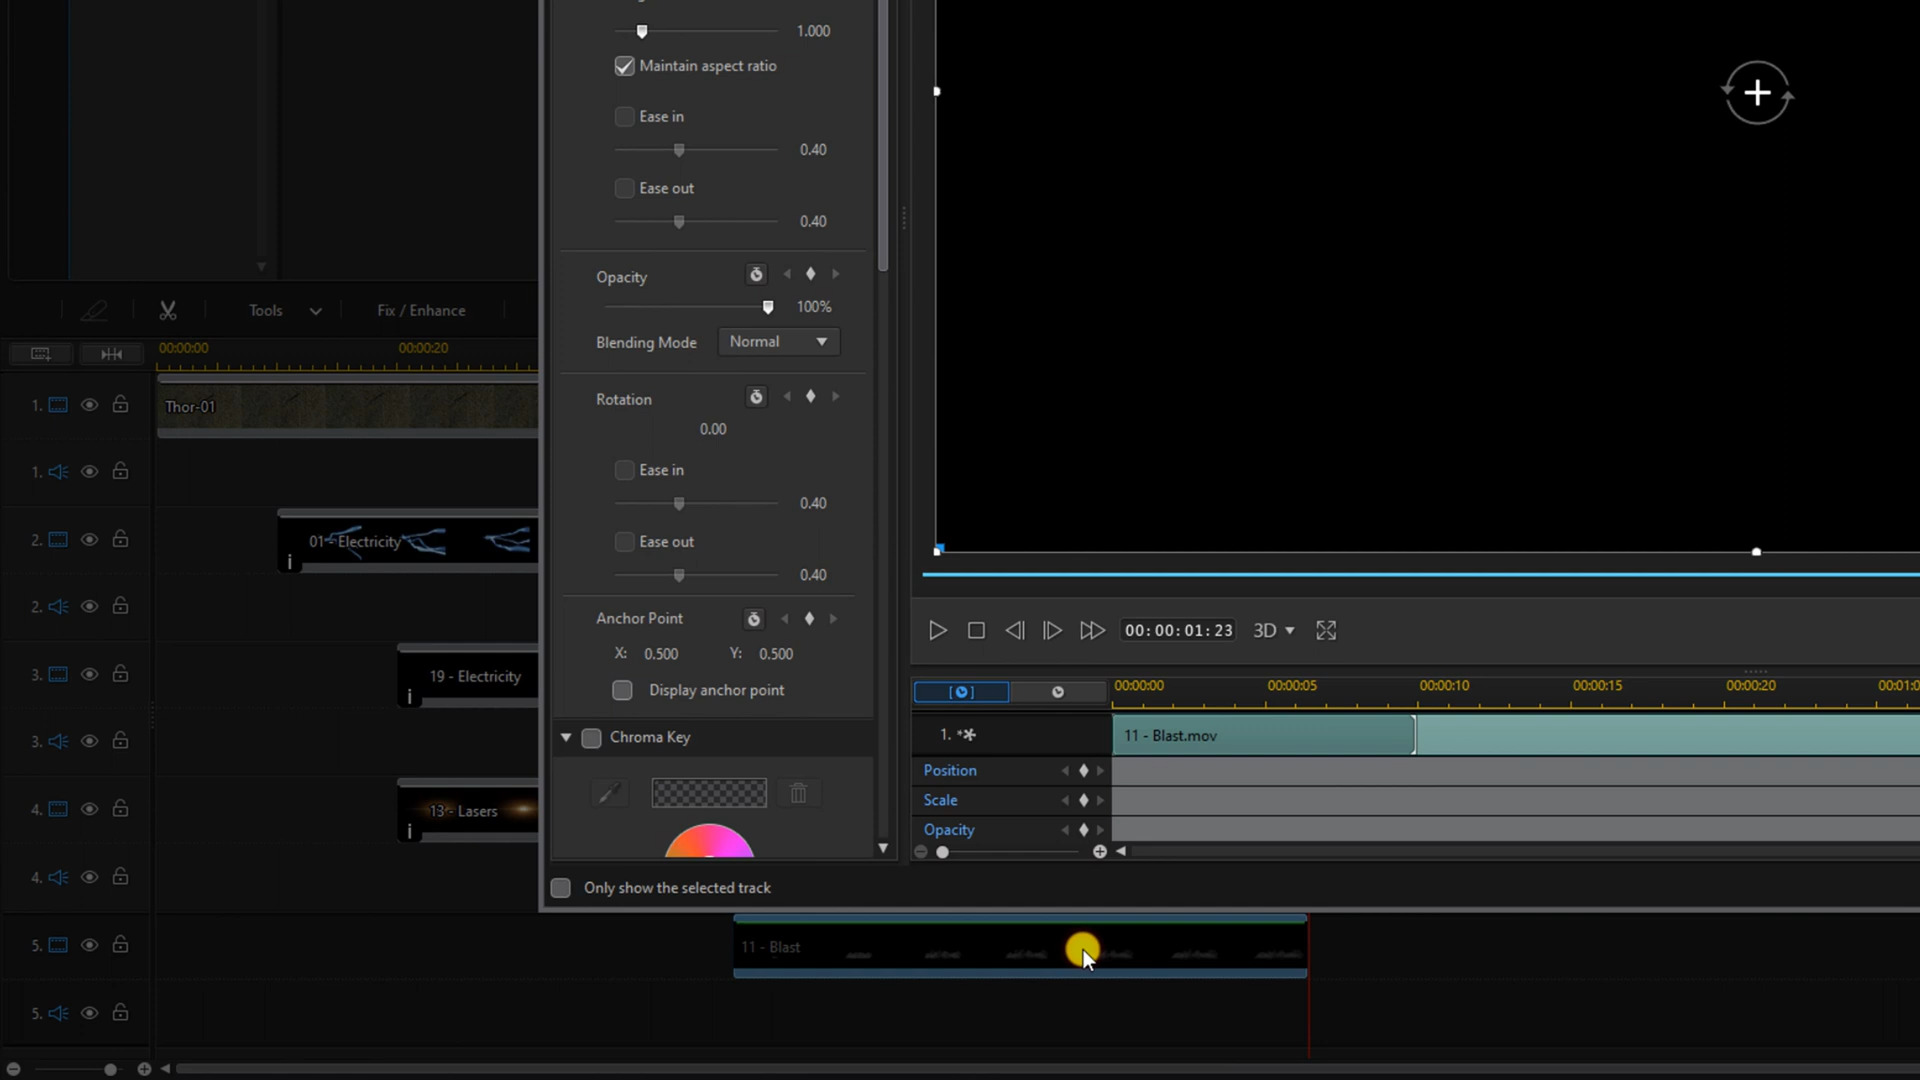 1.000
Maintain aspect ratio
Ease in
0.40
Ease out
0.40
Opacity
100%
Blending Mode Normal
Rotation
0.00
Ease in
0.40
Ease out
0.40
Anchor Point
X: 0.500 Y: 0.500
Display anchor point
Chroma Key
Only show the selected track
Tools Fix / Enhance
00:00:00 00:00:20
1. Thor-01
1.
2. 01 - Electricity
2.
3. 19 - Electricity
3.
4. 13 - Lasers
4.
5. 11 - Blast
5.
00:00:01:23 3D
00:00:00 00:00:05 00:00:10 00:00:15 00:00:20 00:01:0
1. 11 - Blast.mov
Position
Scale
Opacity